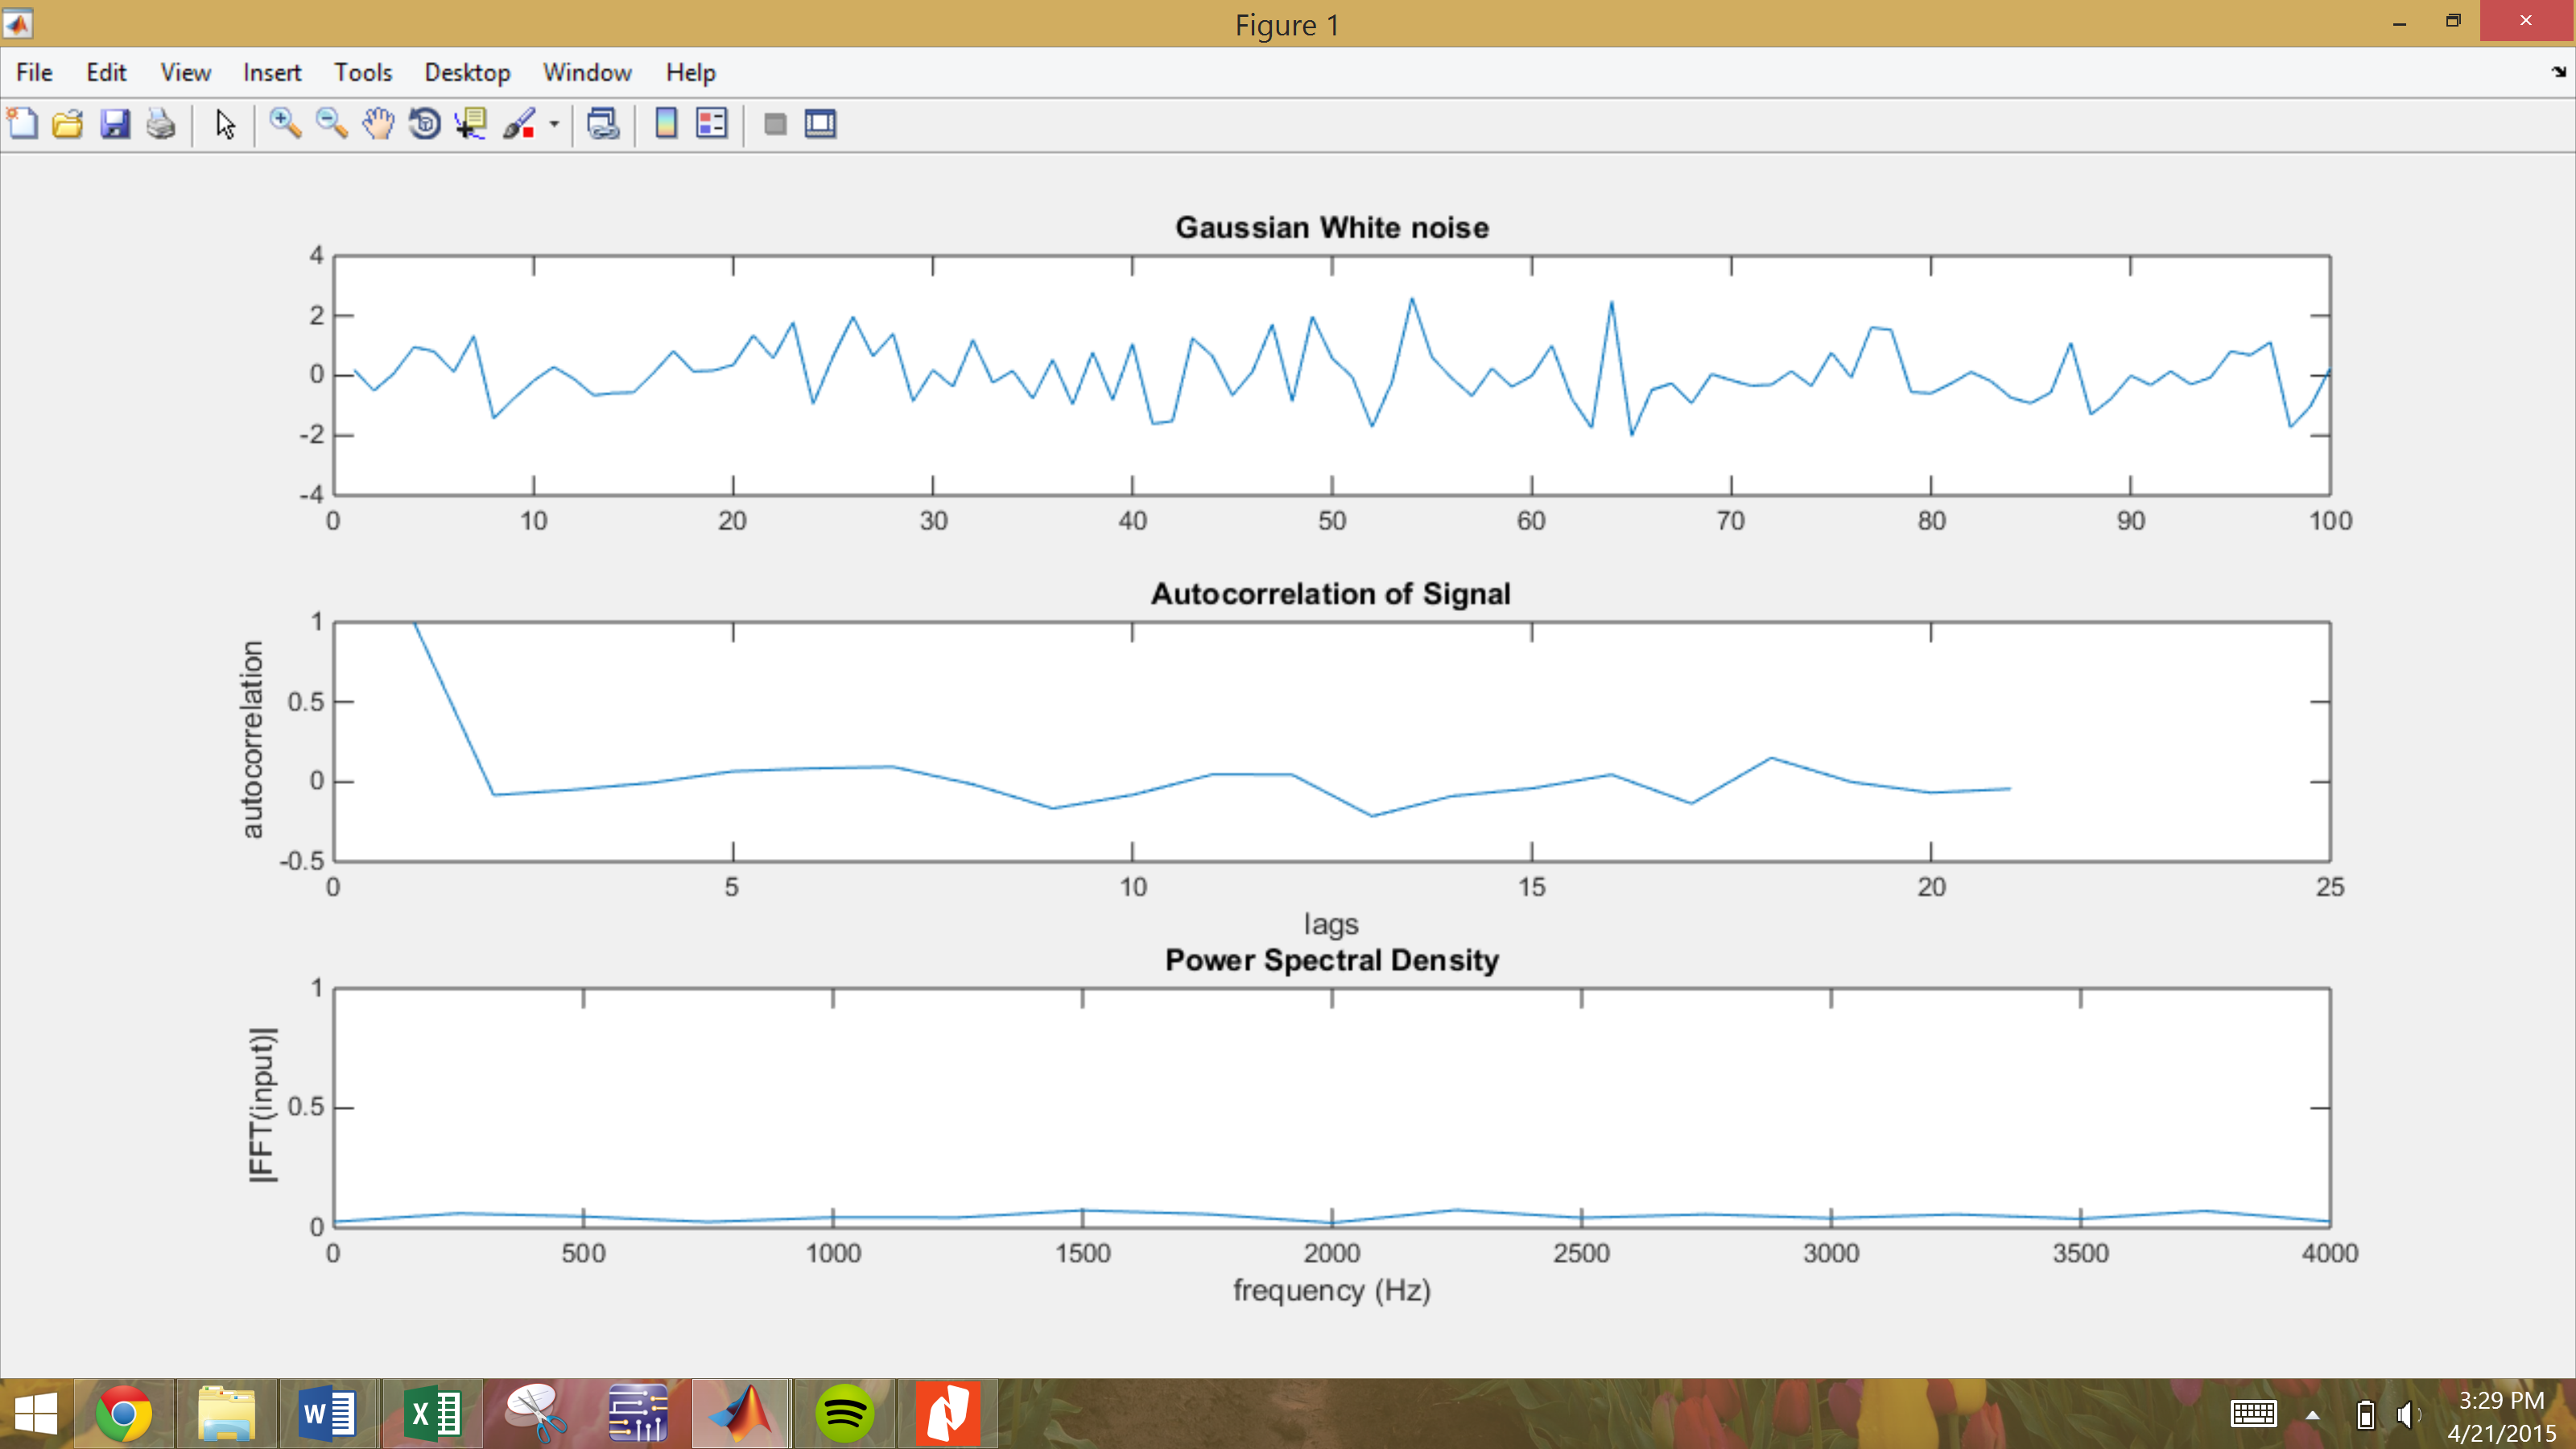 Figure 1
File Edit View Insert Tools Desktop Window Help
Gaussian White noise
4
2
0
-2
-4
0 10 20 30 40 50 60 70 80 90 100
Autocorrelation of Signal
autocorrelation
1
0.5
0
-0.5
0 5 10 15 20 25
lags
Power Spectral Density
|FFT(input)|
1
0.5
0
0 500 1000 1500 2000 2500 3000 3500 4000
frequency (Hz)
3:29 PM
4/21/2015